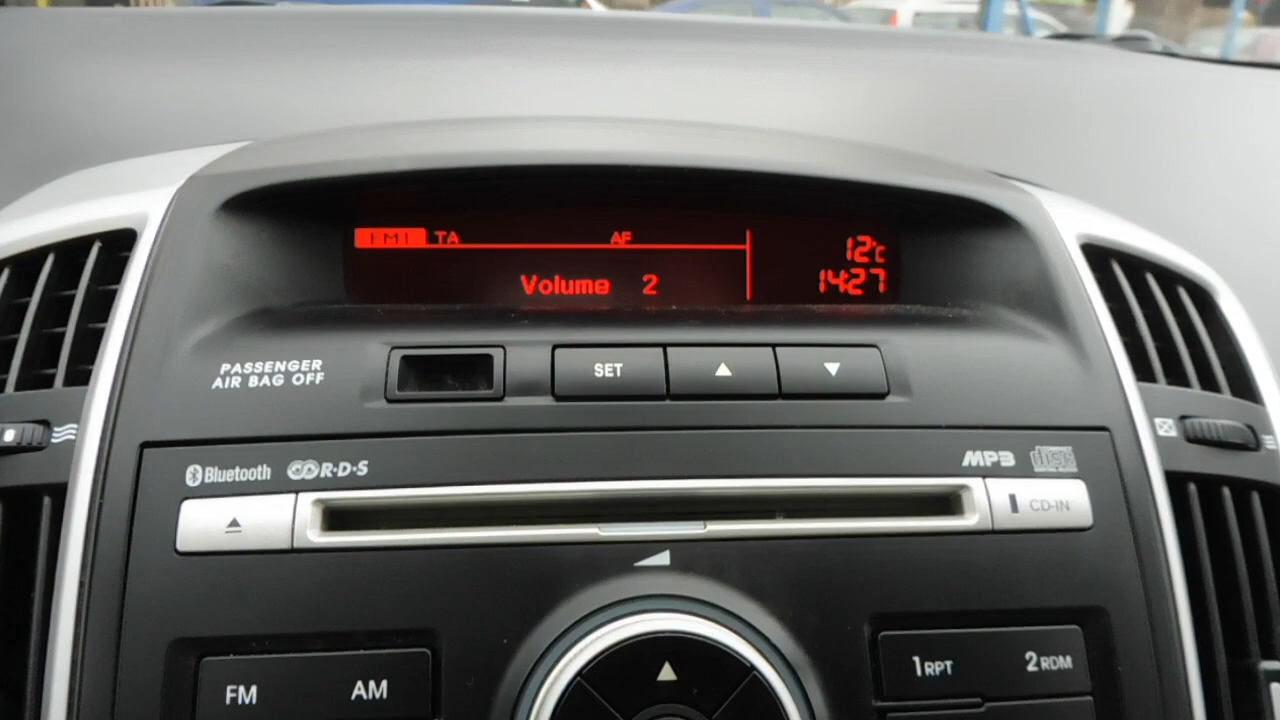 FM1 TA AF
12°C
Volume 2
14:27
PASSENGER
AIR BAG OFF
SET
Bluetooth R·D·S
MP3 disc
CD-IN
FM AM
1 RPT 2 RDM